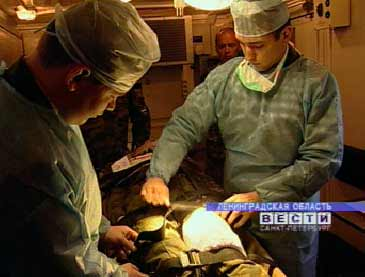 ЛЕНИНГРАДСКАЯ ОБЛАСТЬ
ВЕСТИ
САНКТ-ПЕТЕРБУРГ